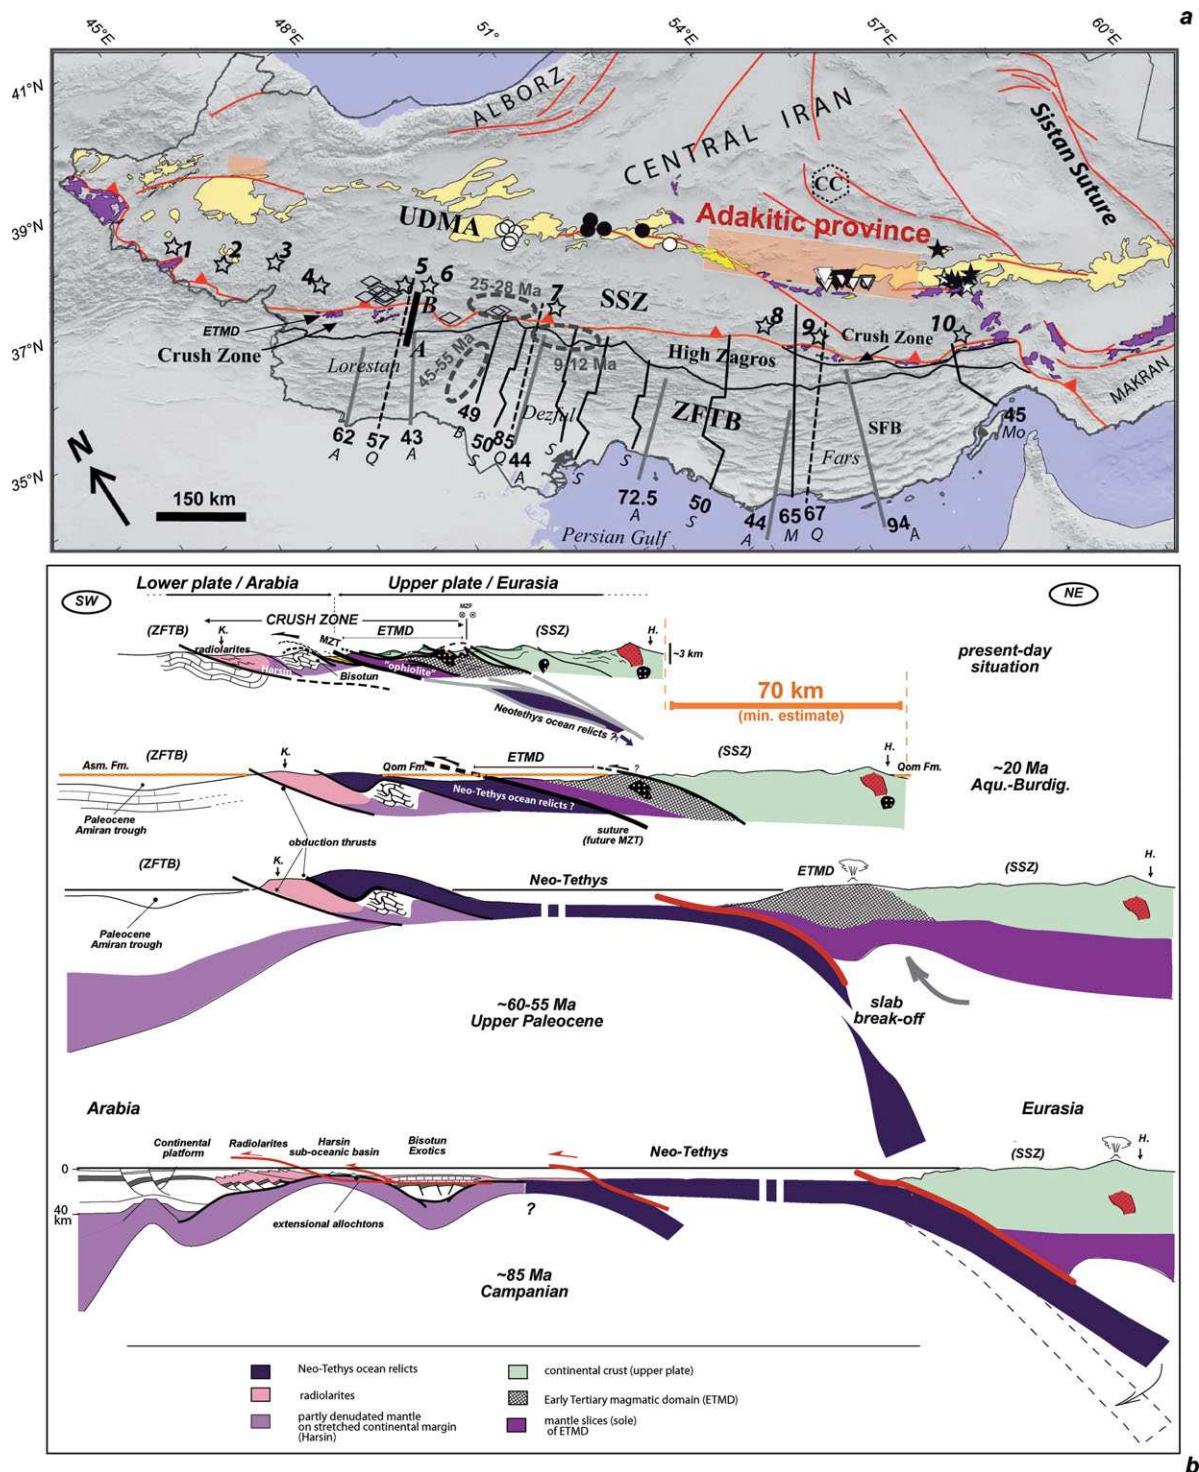 a
45°E
48°E
51°
54°E
57°E
60°E
41°N
39°N
37°N
35°N
ALBORZ
CENTRAL IRAN
Sistan Suture
CC
UDMA
Adakitic province
1
2
3
4
5
6
B
25-28 Ma
7
SSZ
8
9
Crush Zone
10
ETMD
Crush Zone
A
Lorestan
45-55 Ma
9-12 Ma
High Zagros
MAKRAN
Dezful
ZFTB
SFB
Fars
62
A
57
Q
43
A
49
B
50
S
85
Q
44
A
S
S
S
72.5
A
50
S
44
A
65
M
67
Q
94
A
45
Mo
N
150 km
Persian Gulf
Lower plate / Arabia
Upper plate / Eurasia
SW
NE
CRUSH ZONE
MZF
(ZFTB)
K.
radiolarites
MZT
ETMD
(SSZ)
H.
~3 km
present-day
situation
Harsin
Bisotun
"ophiolite"
Neotethys ocean relicts ?
70 km
(min. estimate)
(ZFTB)
Asm. Fm.
K.
Qom Fm.
ETMD
?
(SSZ)
H.
Qom Fm.
~20 Ma
Aqu.-Burdig.
Paleocene
Amiran trough
Neo-Tethys ocean relicts ?
suture
(future MZT)
obduction thrusts
(ZFTB)
K.
Neo-Tethys
ETMD
(SSZ)
H.
Paleocene
Amiran trough
~60-55 Ma
Upper Paleocene
slab
break-off
Arabia
Eurasia
Continental
platform
Radiolarites
Harsin
sub-oceanic basin
Bisotun
Exotics
Neo-Tethys
(SSZ)
H.
0
40
km
extensional allochtons
?
~85 Ma
Campanian
Neo-Tethys ocean relicts
radiolarites
partly denudated mantle
on stretched continental margin
(Harsin)
continental crust (upper plate)
Early Tertiary magmatic domain (ETMD)
mantle slices (sole)
of ETMD
b